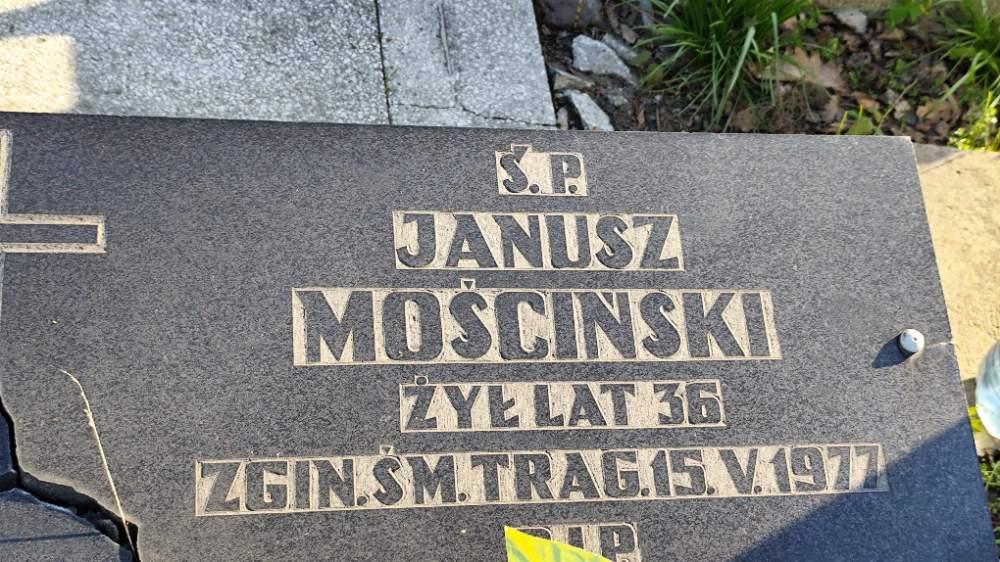 Ś.P.
JANUSZ
MOŚCINSKI
ŻYŁ LAT 36
ZGIN. ŚM. TRAG. 15. V. 1977